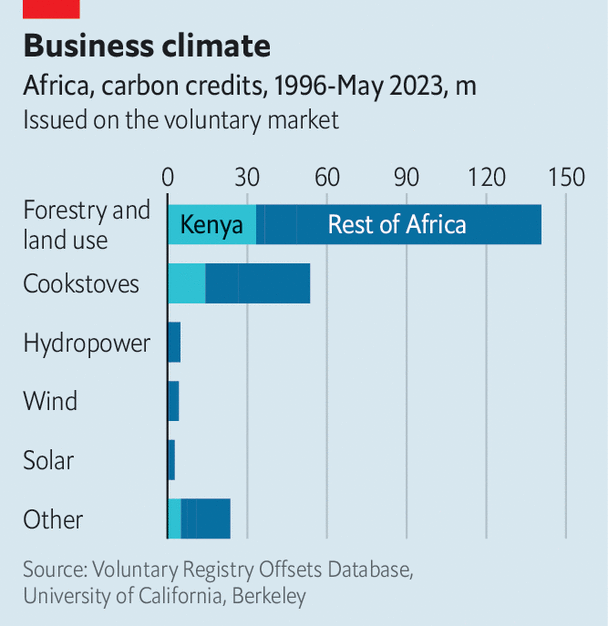 Business climate
Africa, carbon credits, 1996-May 2023, m
Issued on the voluntary market
0 30 60 90 120 150
Forestry and
land use
Kenya Rest of Africa
Cookstoves
Hydropower
Wind
Solar
Other
Source: Voluntary Registry Offsets Database,
University of California, Berkeley